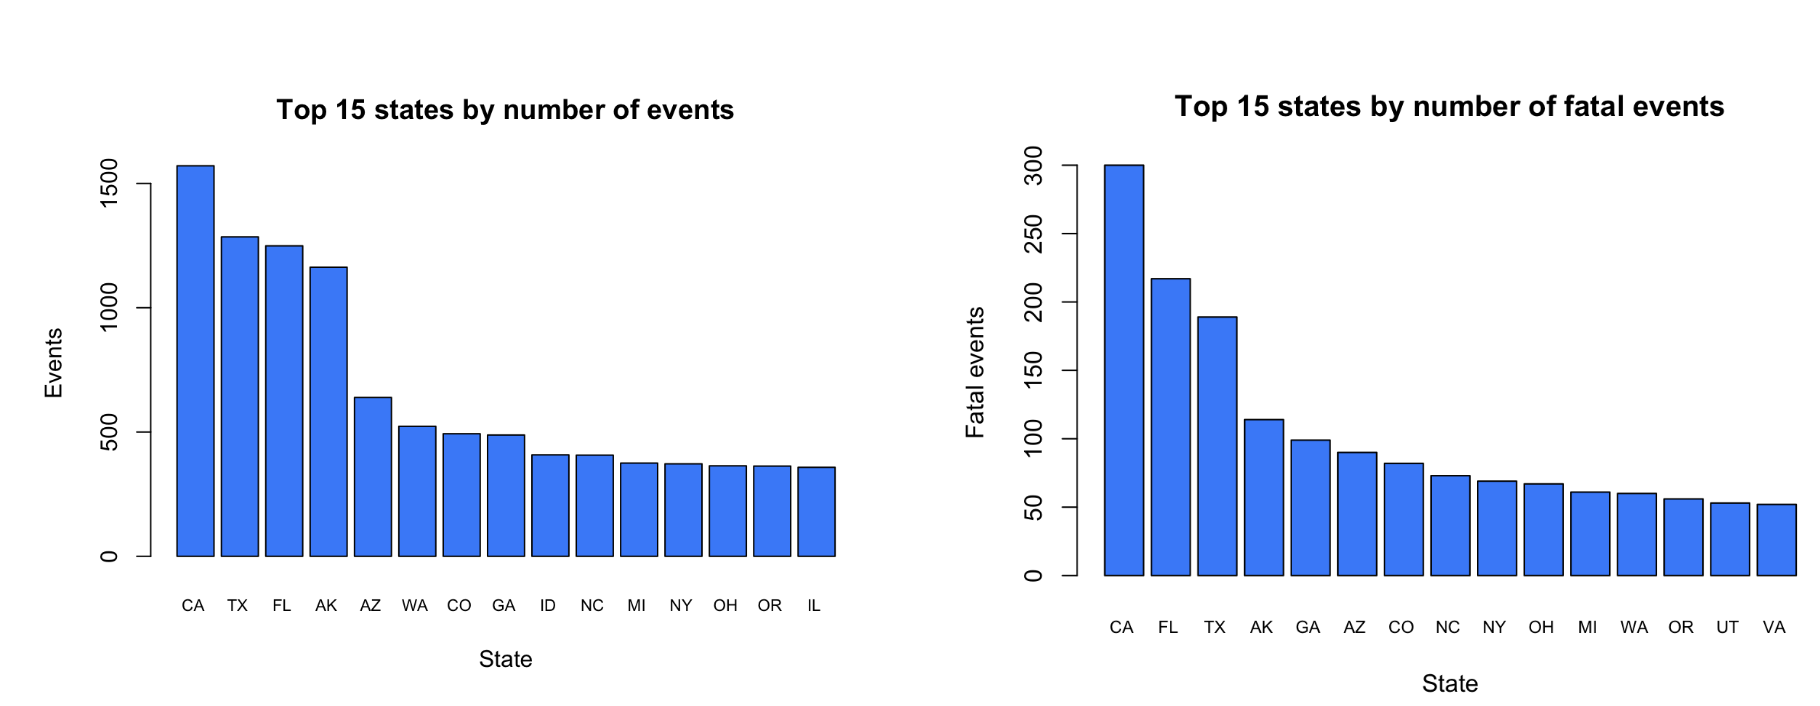 Top 15 states by number of events
Events
1500
1000
500
0
CA TX FL AK AZ WA CO GA ID NC MI NY OH OR IL
State
Top 15 states by number of fatal events
Fatal events
300
250
200
150
100
50
0
CA FL TX AK GA AZ CO NC NY OH MI WA OR UT VA
State